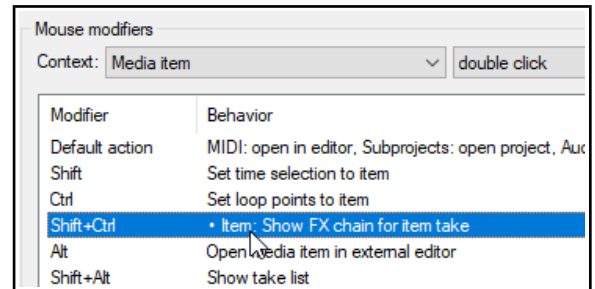 Mouse modifiers
Context: Media item double click
Modifier Behavior
Default action MIDI: open in editor, Subprojects: open project, Auc
Shift Set time selection to item
Ctrl Set loop points to item
Shift+Ctrl • Item: Show FX chain for item take
Alt Open media item in external editor
Shift+Alt Show take list